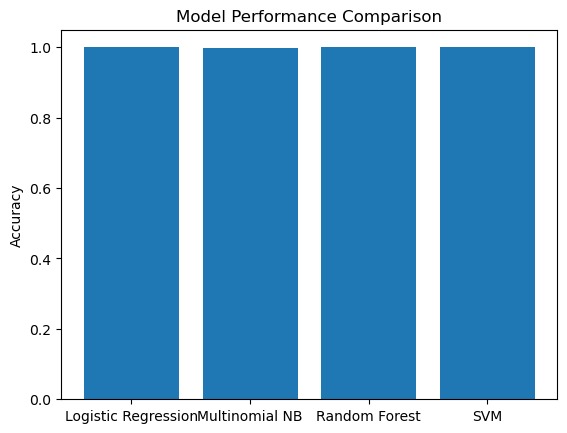 Model Performance Comparison
Accuracy
1.0
0.8
0.6
0.4
0.2
0.0
Logistic Regression Multinomial NB Random Forest SVM